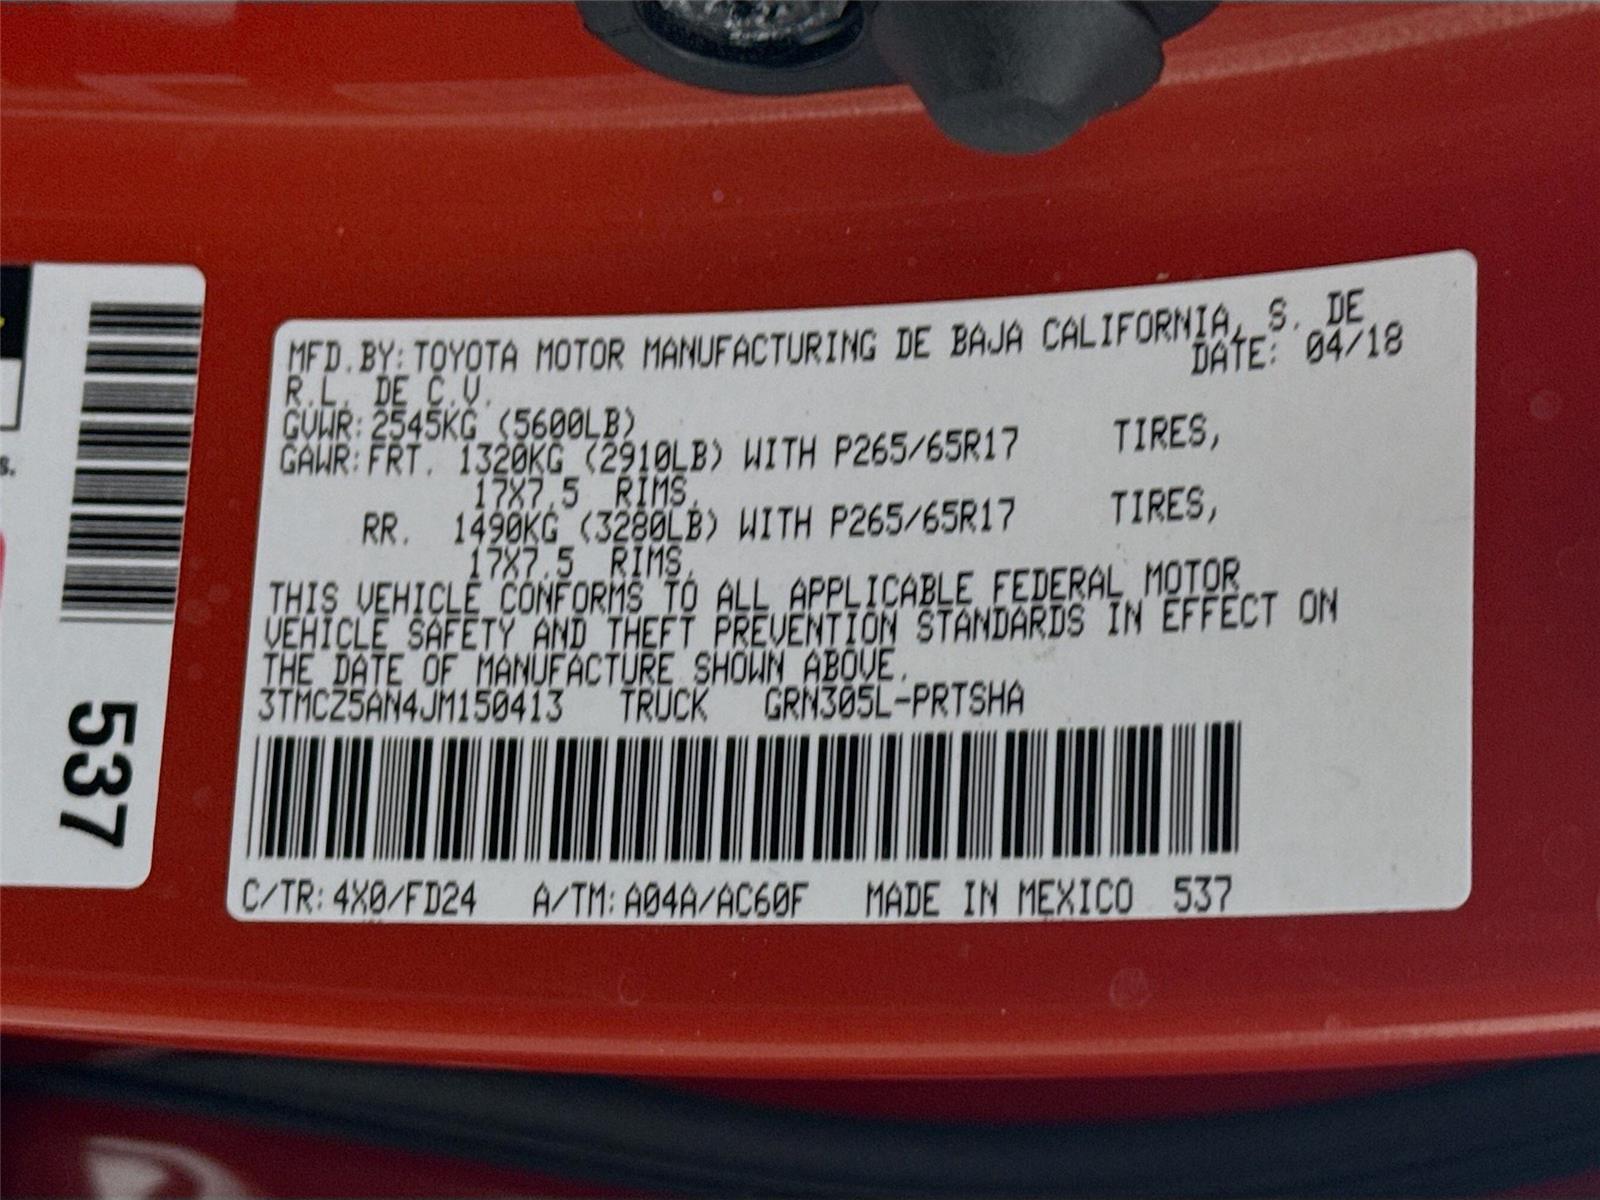 MFD.BY:TOYOTA MOTOR MANUFACTURING DE BAJA CALIFORNIA, S. DE
R.L. DE C.V. DATE: 04/18
GVWR:2545KG (5600LB)
GAWR:FRT. 1320KG (2910LB) WITH P265/65R17 TIRES,
17X7.5 RIMS,
RR. 1490KG (3280LB) WITH P265/65R17 TIRES,
17X7.5 RIMS,
THIS VEHICLE CONFORMS TO ALL APPLICABLE FEDERAL MOTOR
VEHICLE SAFETY AND THEFT PREVENTION STANDARDS IN EFFECT ON
THE DATE OF MANUFACTURE SHOWN ABOVE.
3TMCZ5AN4JM150413 TRUCK GRN305L-PRTSHA
C/TR:4X0/FD24 A/TM:A04A/AC60F MADE IN MEXICO 537
537